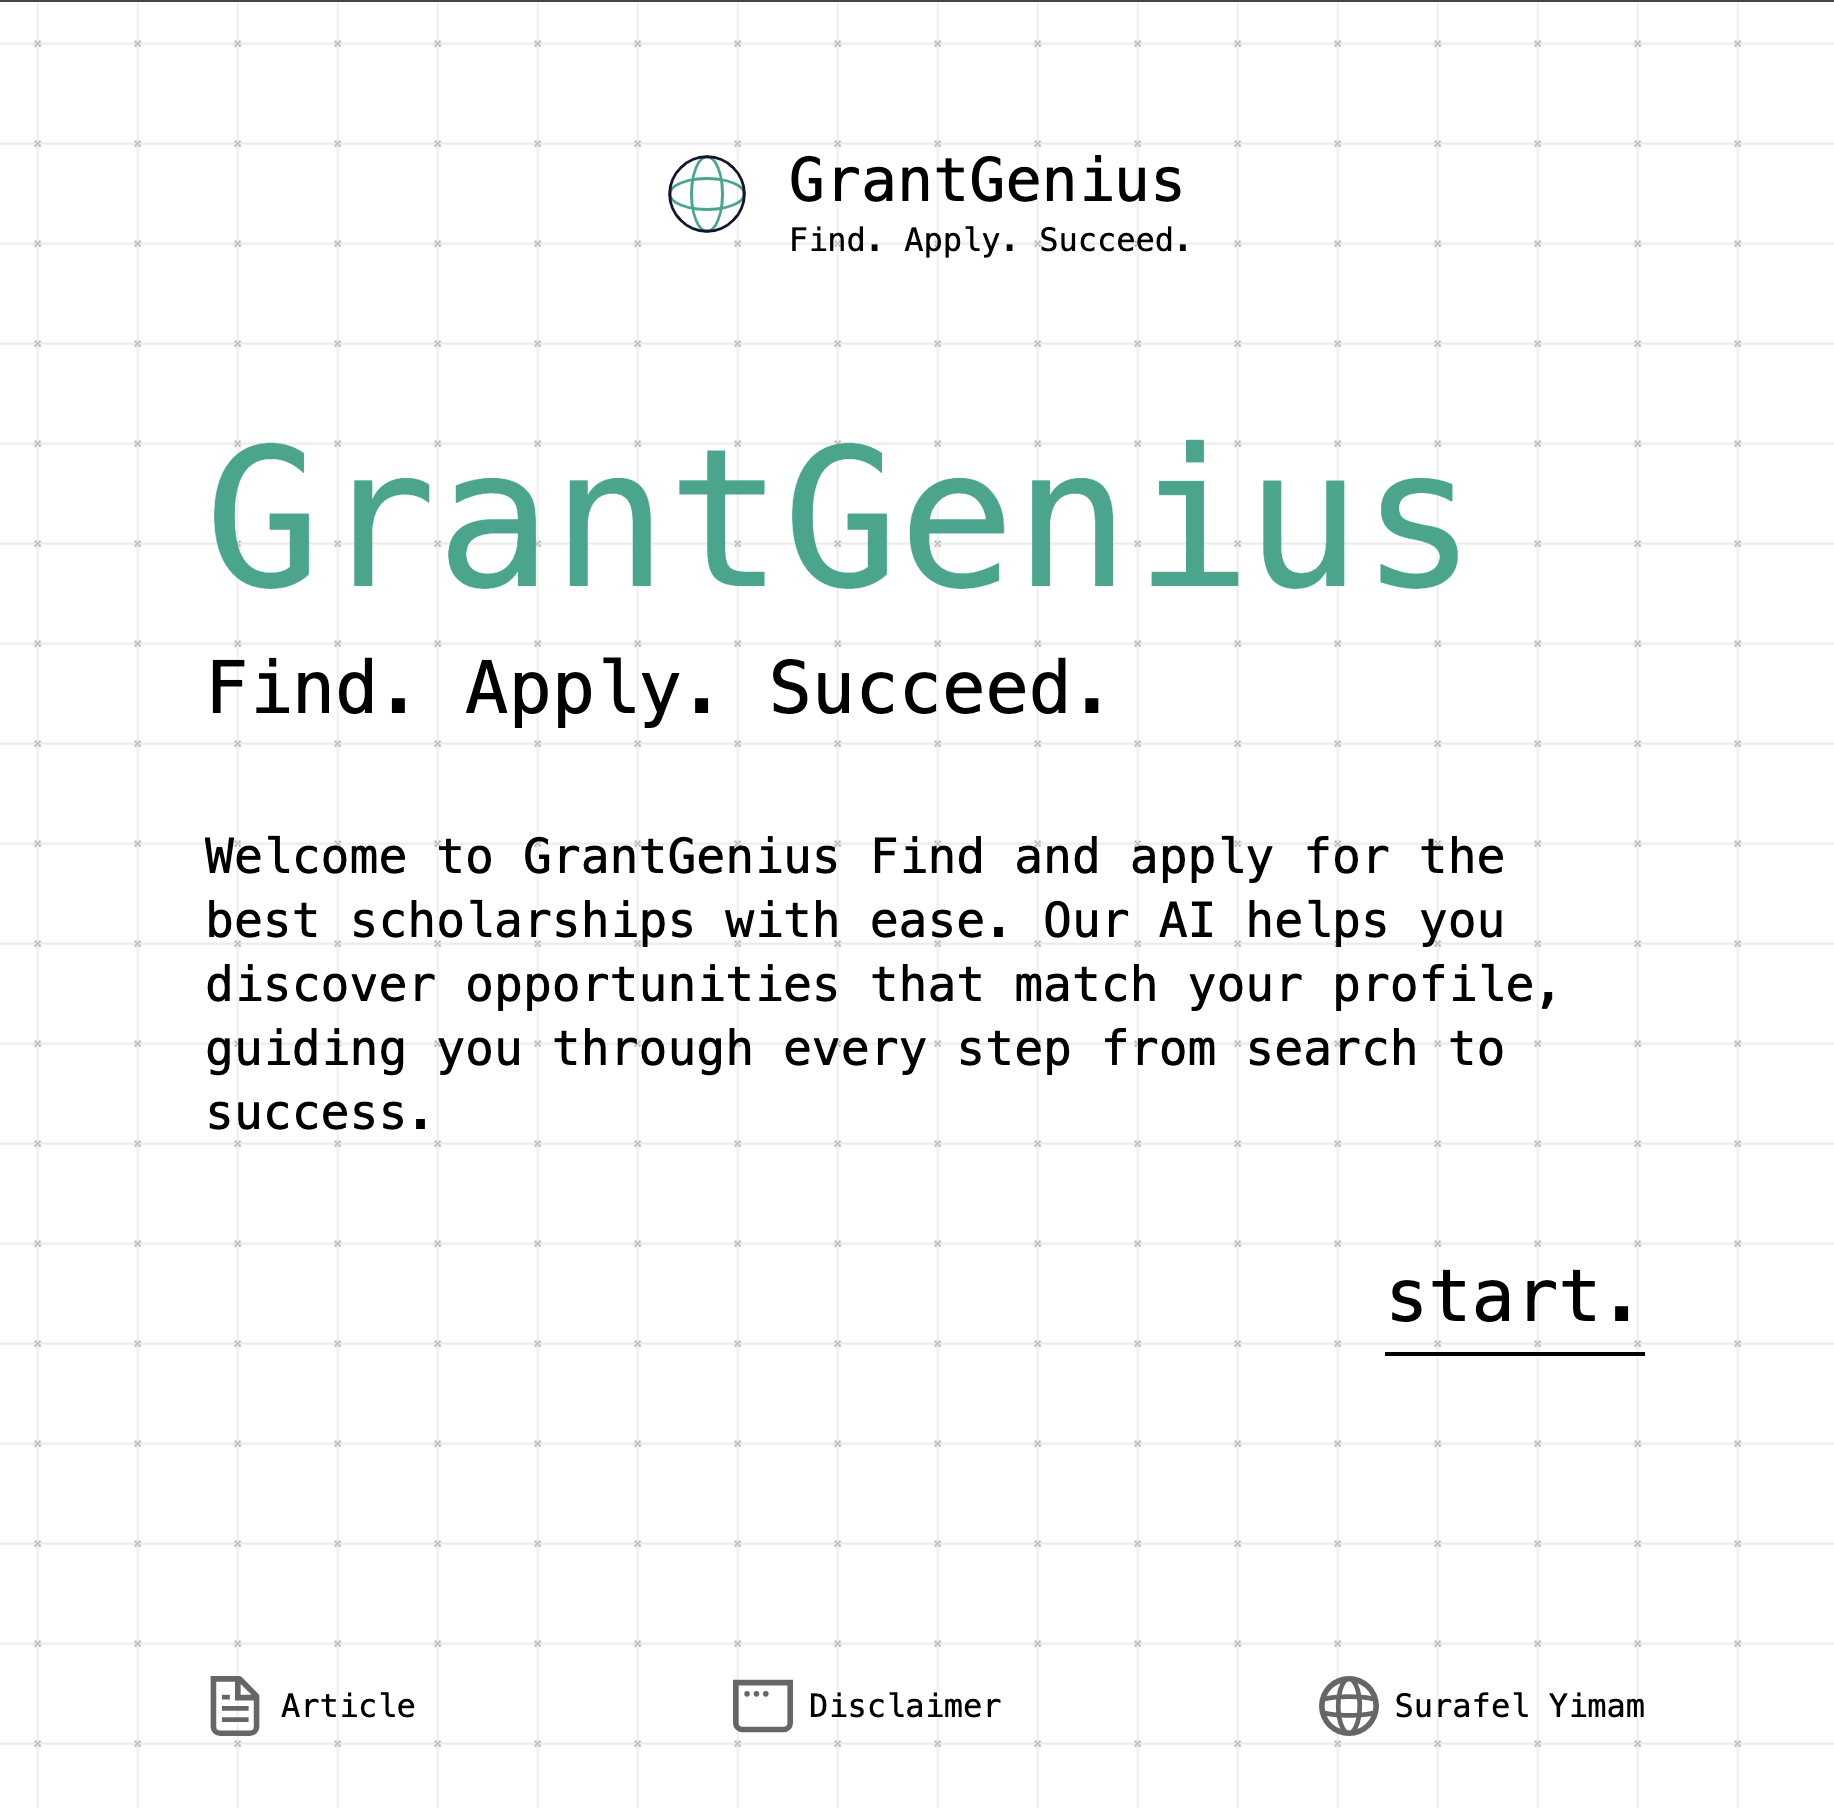 GrantGenius
Find. Apply. Succeed.
GrantGenius
Find. Apply. Succeed.
Welcome to GrantGenius Find and apply for the
best scholarships with ease. Our AI helps you
discover opportunities that match your profile,
guiding you through every step from search to
success.
start.
Article
Disclaimer
Surafel Yimam